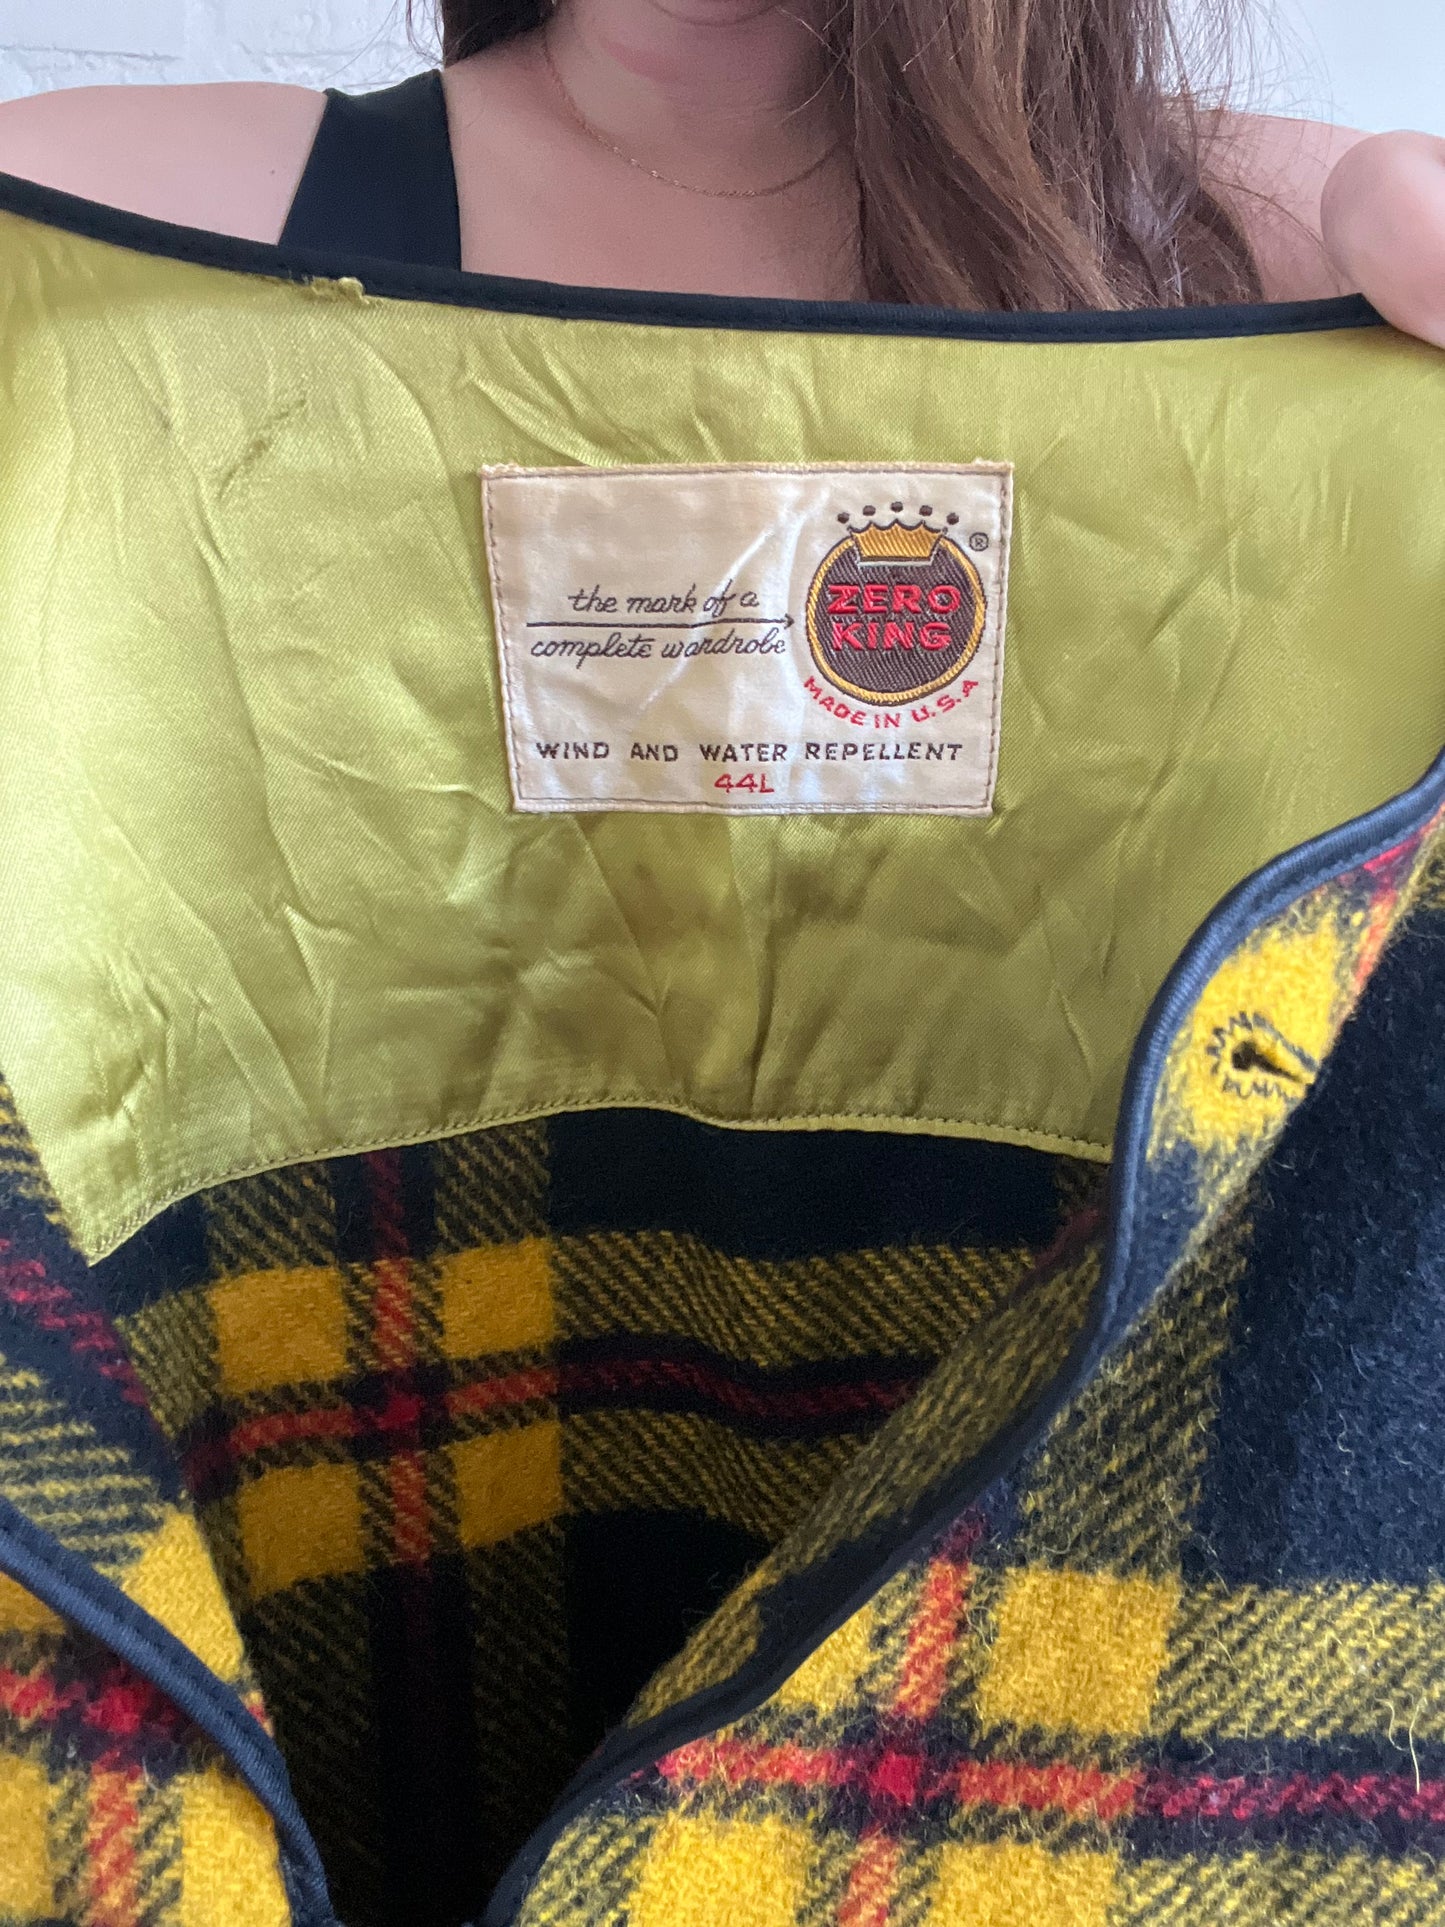 the mark of a
complete wardrobe
ZERO
KING
®
MADE IN U.S.A
WIND AND WATER REPELLENT
44L